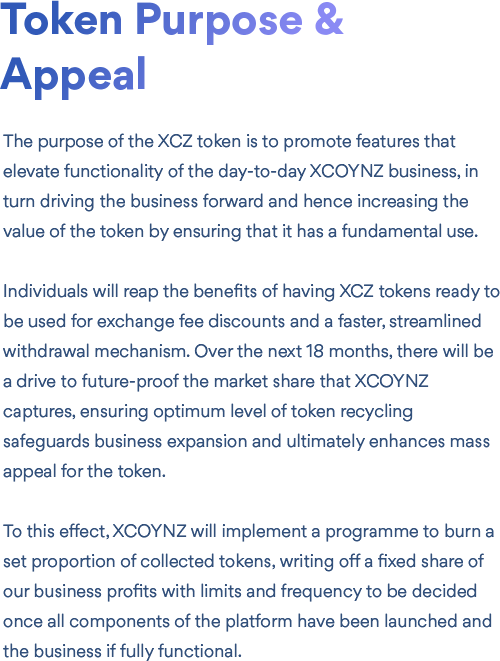 Token Purpose &
Appeal
The purpose of the XCZ token is to promote features that
elevate functionality of the day-to-day XCOYNZ business, in
turn driving the business forward and hence increasing the
value of the token by ensuring that it has a fundamental use.
Individuals will reap the benefits of having XCZ tokens ready to
be used for exchange fee discounts and a faster, streamlined
withdrawal mechanism. Over the next 18 months, there will be
a drive to future-proof the market share that XCOYNZ
captures, ensuring optimum level of token recycling
safeguards business expansion and ultimately enhances mass
appeal for the token.
To this effect, XCOYNZ will implement a programme to burn a
set proportion of collected tokens, writing off a fixed share of
our business profits with limits and frequency to be decided
once all components of the platform have been launched and
the business if fully functional.